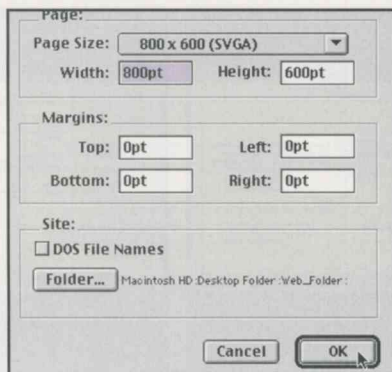 Page:
Page Size: 800 x 600 (SVGA)
Width: 800pt Height: 600pt
Margins:
Top: 0pt Left: 0pt
Bottom: 0pt Right: 0pt
Site:
DOS File Names
Folder... Macintosh HD :Desktop Folder :Web_Folder :
Cancel OK